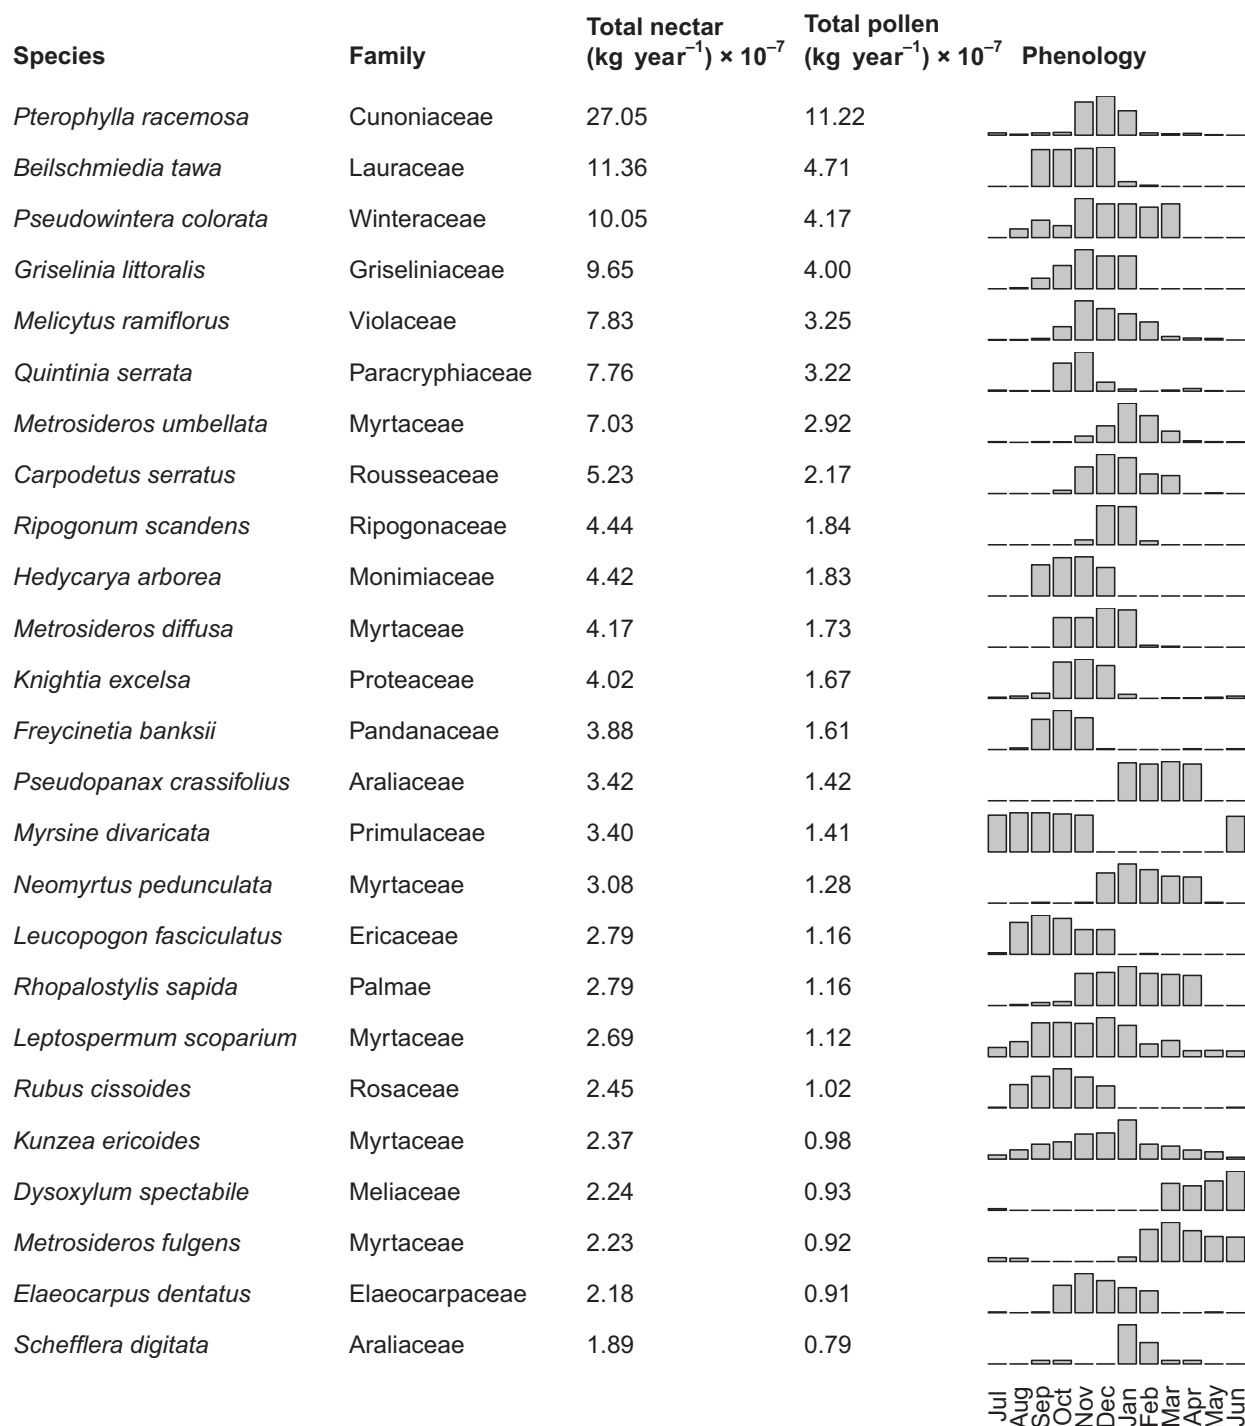 Species Family Total nectar (kg year⁻¹) × 10⁻⁷ Total pollen (kg year⁻¹) × 10⁻⁷ Phenology
Pterophylla racemosa Cunoniaceae 27.05 11.22
Beilschmiedia tawa Lauraceae 11.36 4.71
Pseudowintera colorata Winteraceae 10.05 4.17
Griselinia littoralis Griseliniaceae 9.65 4.00
Melicytus ramiflorus Violaceae 7.83 3.25
Quintinia serrata Paracryphiaceae 7.76 3.22
Metrosideros umbellata Myrtaceae 7.03 2.92
Carpodetus serratus Rousseaceae 5.23 2.17
Ripogonum scandens Ripogonaceae 4.44 1.84
Hedycarya arborea Monimiaceae 4.42 1.83
Metrosideros diffusa Myrtaceae 4.17 1.73
Knightia excelsa Proteaceae 4.02 1.67
Freycinetia banksii Pandanaceae 3.88 1.61
Pseudopanax crassifolius Araliaceae 3.42 1.42
Myrsine divaricata Primulaceae 3.40 1.41
Neomyrtus pedunculata Myrtaceae 3.08 1.28
Leucopogon fasciculatus Ericaceae 2.79 1.16
Rhopalostylis sapida Palmae 2.79 1.16
Leptospermum scoparium Myrtaceae 2.69 1.12
Rubus cissoides Rosaceae 2.45 1.02
Kunzea ericoides Myrtaceae 2.37 0.98
Dysoxylum spectabile Meliaceae 2.24 0.93
Metrosideros fulgens Myrtaceae 2.23 0.92
Elaeocarpus dentatus Elaeocarpaceae 2.18 0.91
Schefflera digitata Araliaceae 1.89 0.79
Jul Aug Sep Oct Nov Dec Jan Feb Mar Apr May Jun